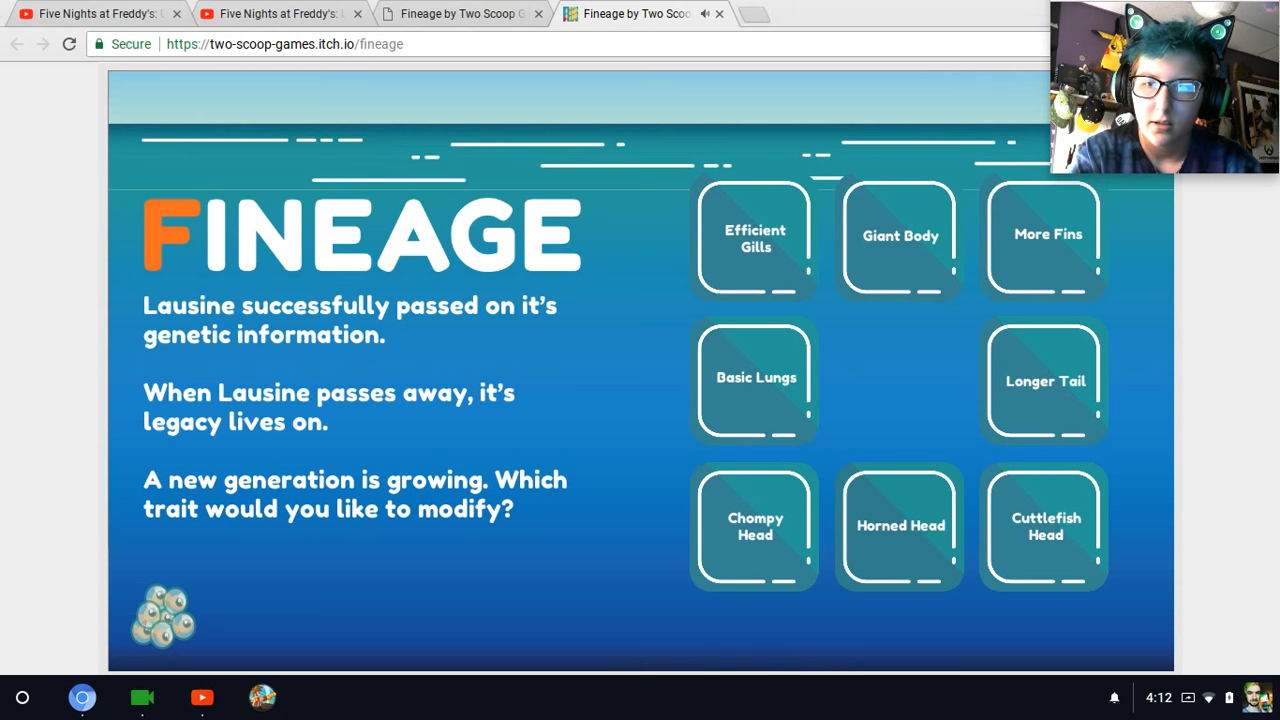 Five Nights at Freddy's: U
Five Nights at Freddy's: U
Fineage by Two Scoop G
Fineage by Two Scoo
Secure
https://two-scoop-games.itch.io/fineage
FINEAGE
Lausine successfully passed on it's
genetic information.
When Lausine passes away, it's
legacy lives on.
A new generation is growing. Which
trait would you like to modify?
Efficient
Gills
Giant Body
More Fins
Basic Lungs
Longer Tail
Chompy
Head
Horned Head
Cuttlefish
Head
4:12